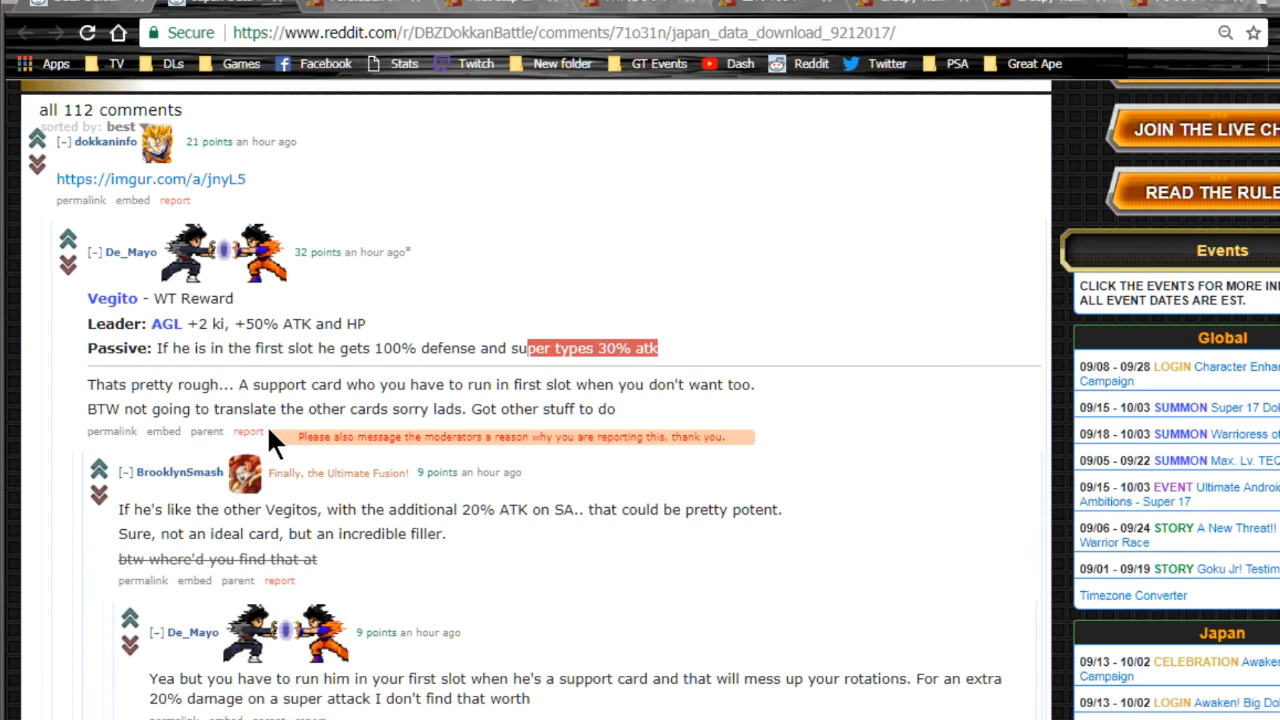 Secure https://www.reddit.com/r/DBZDokkanBattle/comments/71o31n/japan_data_download_9212017/
Apps TV DLs Games Facebook Stats Twitch New folder GT Events Dash Reddit Twitter PSA Great Ape
all 112 comments
sorted by: best
[–] dokkaninfo 21 points an hour ago
https://imgur.com/a/jnyL5
permalink embed report
[–] De_Mayo 32 points an hour ago*
Vegito - WT Reward
Leader: AGL +2 ki, +50% ATK and HP
Passive: If he is in the first slot he gets 100% defense and super types 30% atk
Thats pretty rough... A support card who you have to run in first slot when you don't want too.
BTW not going to translate the other cards sorry lads. Got other stuff to do
permalink embed parent report
Please also message the moderators a reason why you are reporting this, thank you.
[–] BrooklynSmash Finally, the Ultimate Fusion! 9 points an hour ago
If he's like the other Vegitos, with the additional 20% ATK on SA.. that could be pretty potent.
Sure, not an ideal card, but an incredible filler.
btw where'd you find that at
permalink embed parent report
[–] De_Mayo 9 points an hour ago
Yea but you have to run him in your first slot when he's a support card and that will mess up your rotations. For an extra
20% damage on a super attack I don't find that worth
JOIN THE LIVE CH
READ THE RULE
Events
CLICK THE EVENTS FOR MORE IN
ALL EVENT DATES ARE EST.
Global
09/08 - 09/28 LOGIN Character Enha
Campaign
09/15 - 10/03 SUMMON Super 17 Dok
09/18 - 10/03 SUMMON Warrioress of
09/05 - 09/22 SUMMON Max. Lv. TEQ
09/15 - 10/03 EVENT Ultimate Android
Ambitions - Super 17
09/06 - 09/24 STORY A New Threat!!
Warrior Race
09/01 - 09/19 STORY Goku Jr! Testim
Timezone Converter
Japan
09/13 - 10/02 CELEBRATION Awake
Campaign
09/13 - 10/02 LOGIN Awaken! Big Do